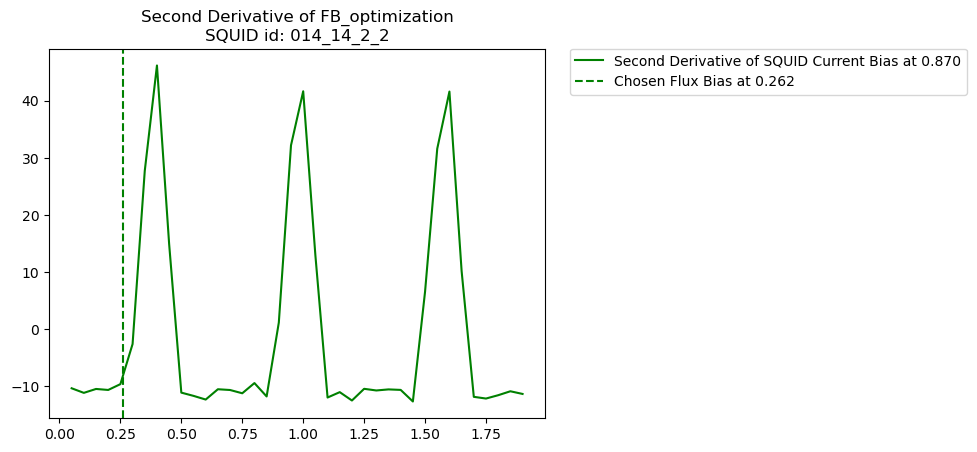 Second Derivative of FB_optimization
SQUID id: 014_14_2_2
Second Derivative of SQUID Current Bias at 0.870
Chosen Flux Bias at 0.262
40
30
20
10
0
−10
0.00 0.25 0.50 0.75 1.00 1.25 1.50 1.75